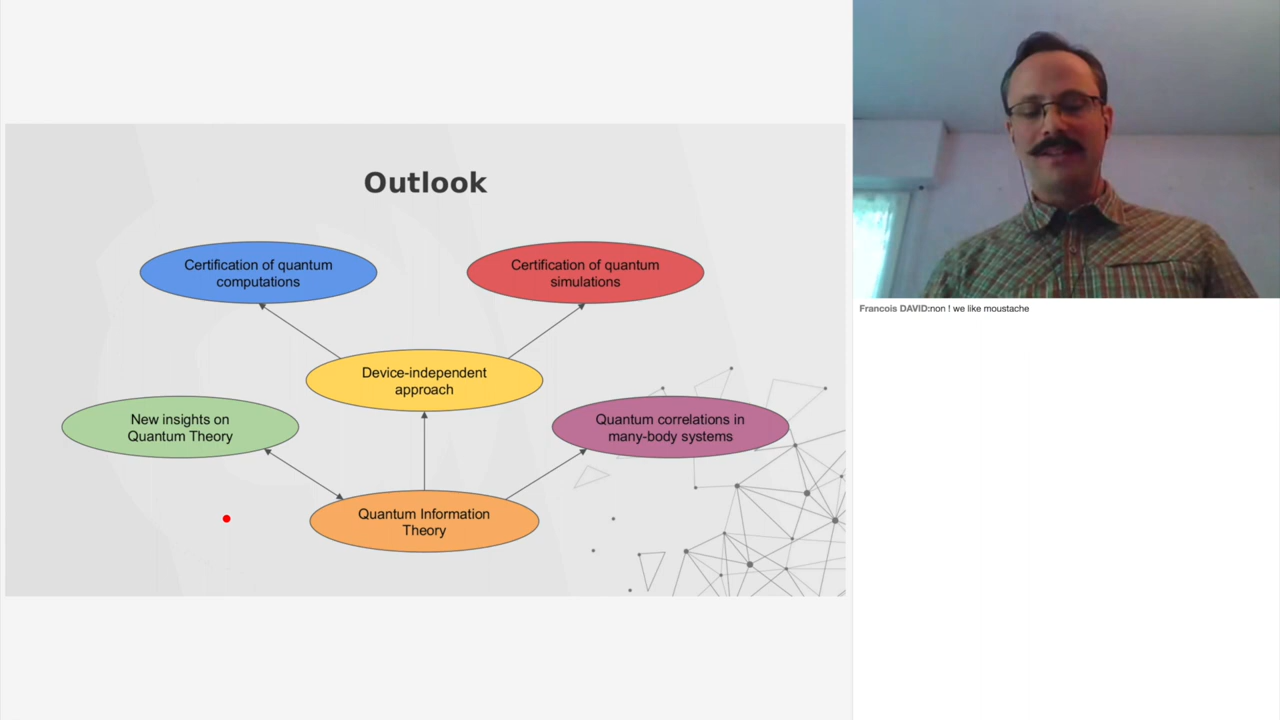 Outlook
Certification of quantum
computations
Certification of quantum
simulations
Device-independent
approach
New insights on
Quantum Theory
Quantum correlations in
many-body systems
Quantum Information
Theory
Francois DAVID:non ! we like moustache